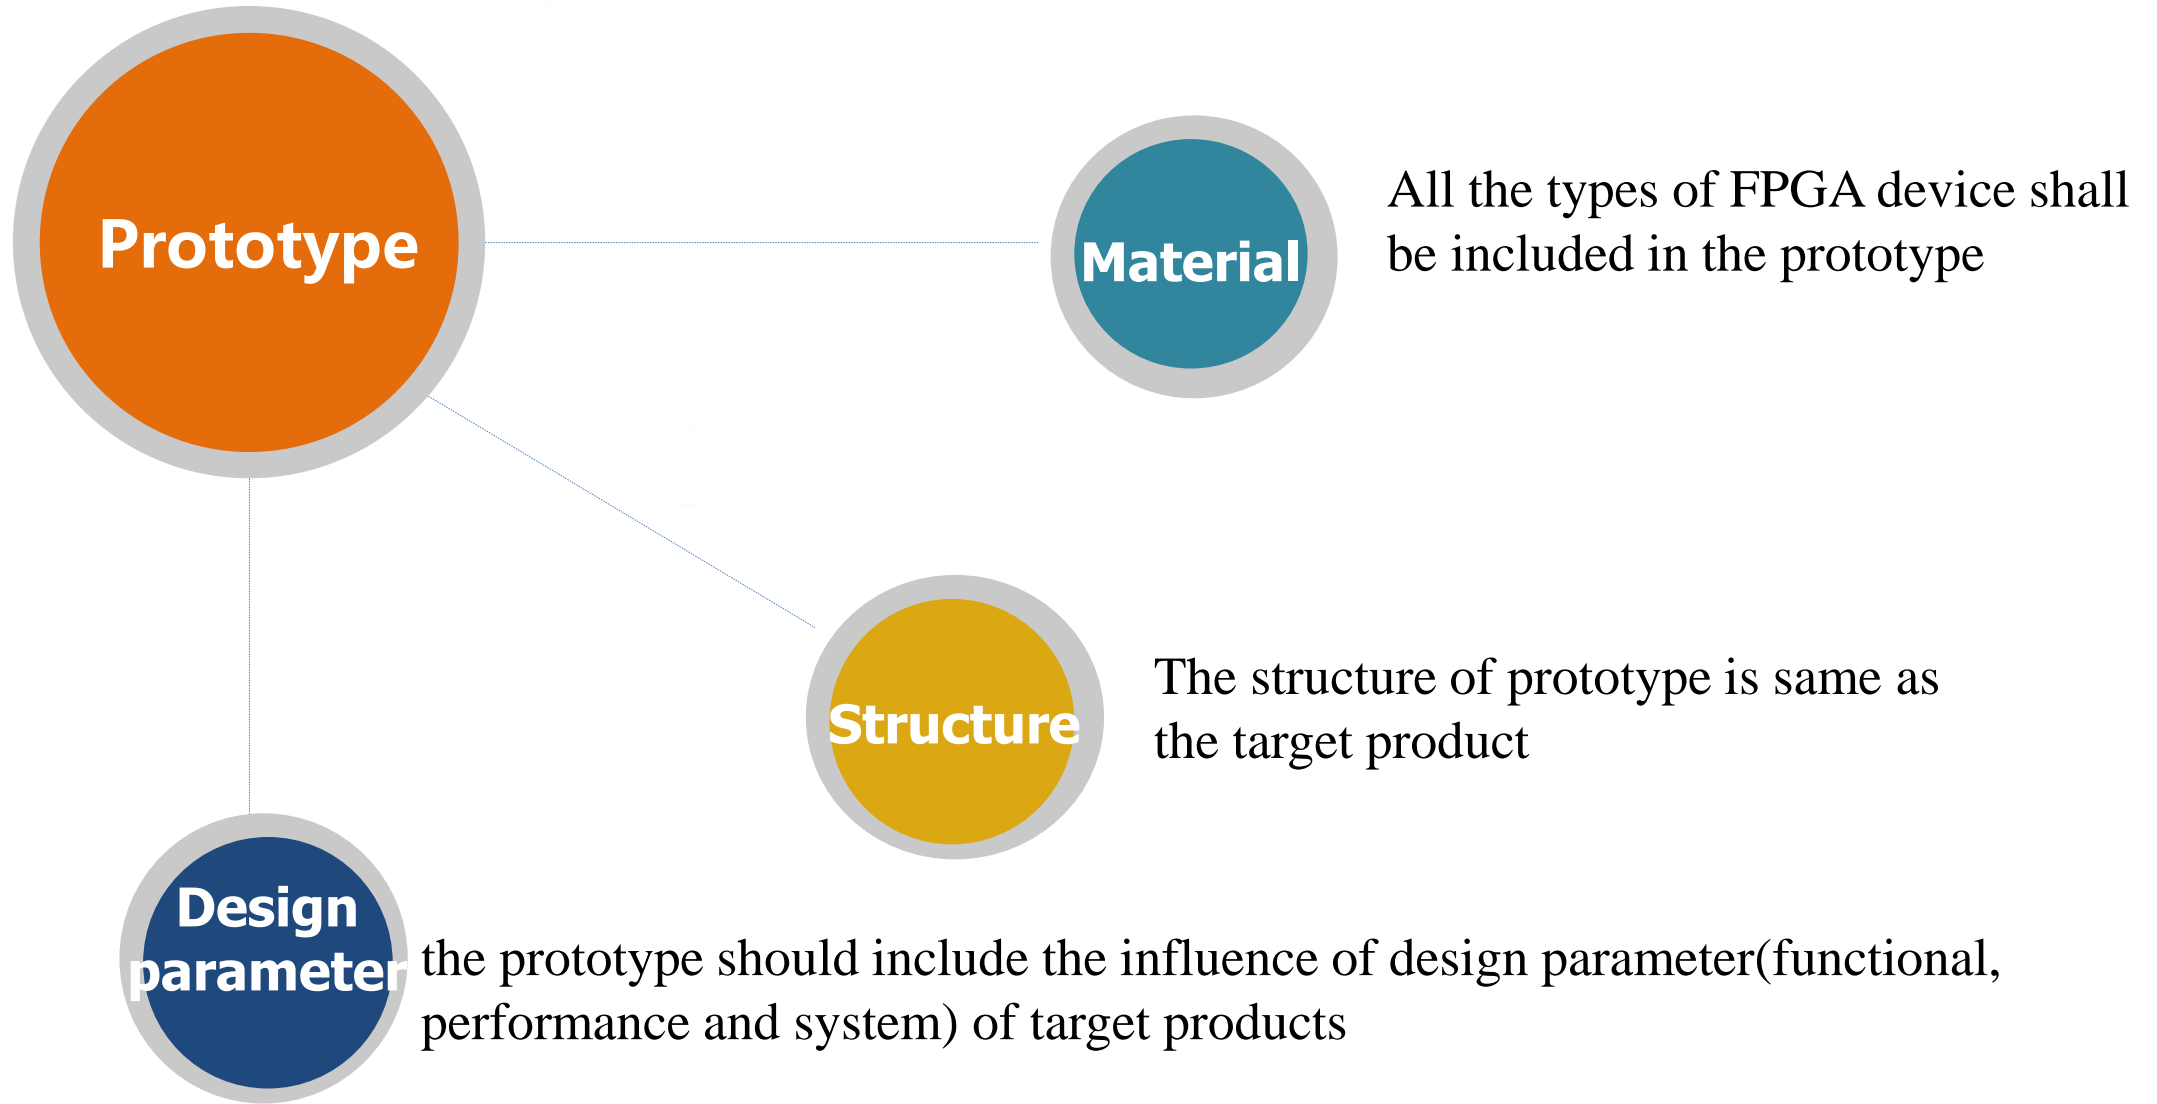 Prototype
Material
All the types of FPGA device shall
be included in the prototype
Structure
The structure of prototype is same as
the target product
Design
parameter
the prototype should include the influence of design parameter(functional,
performance and system) of target products